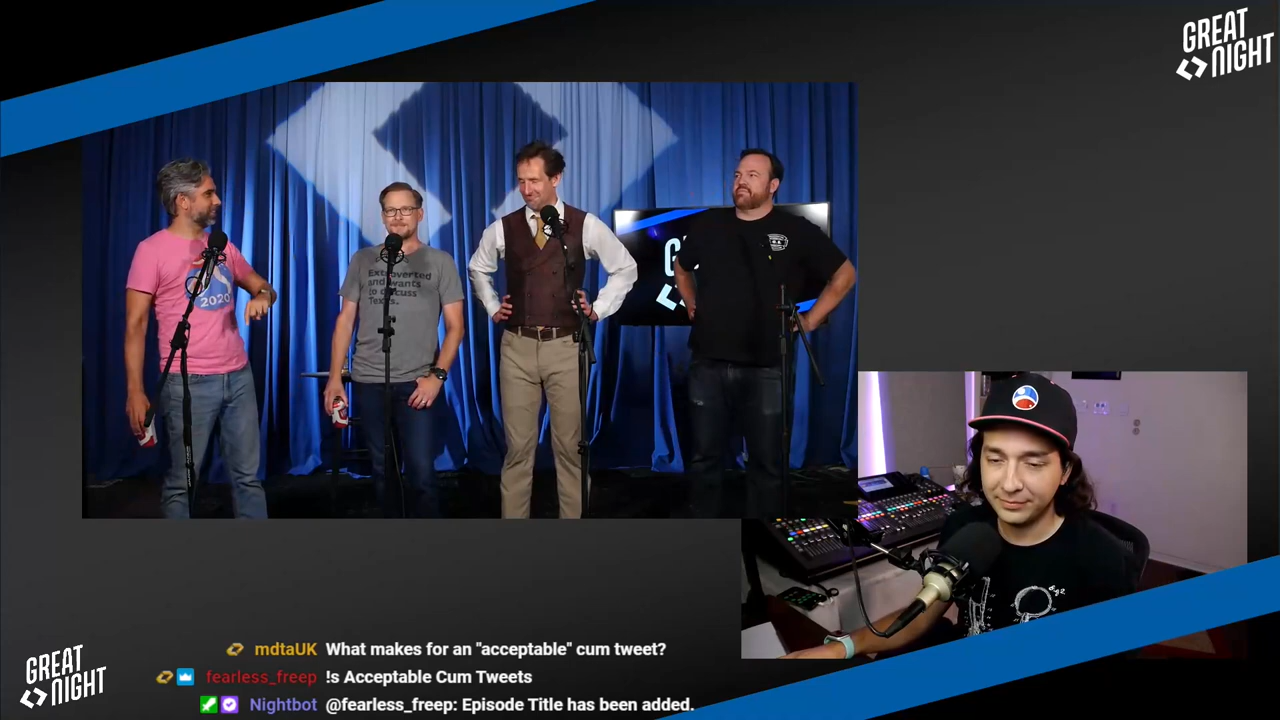 GREAT
NIGHT
2020
Extroverted
and wants
to discuss
Texas.
G
GREAT
NIGHT
mdtaUK What makes for an "acceptable" cum tweet?
fearless_freep !s Acceptable Cum Tweets
Nightbot @fearless_freep: Episode Title has been added.